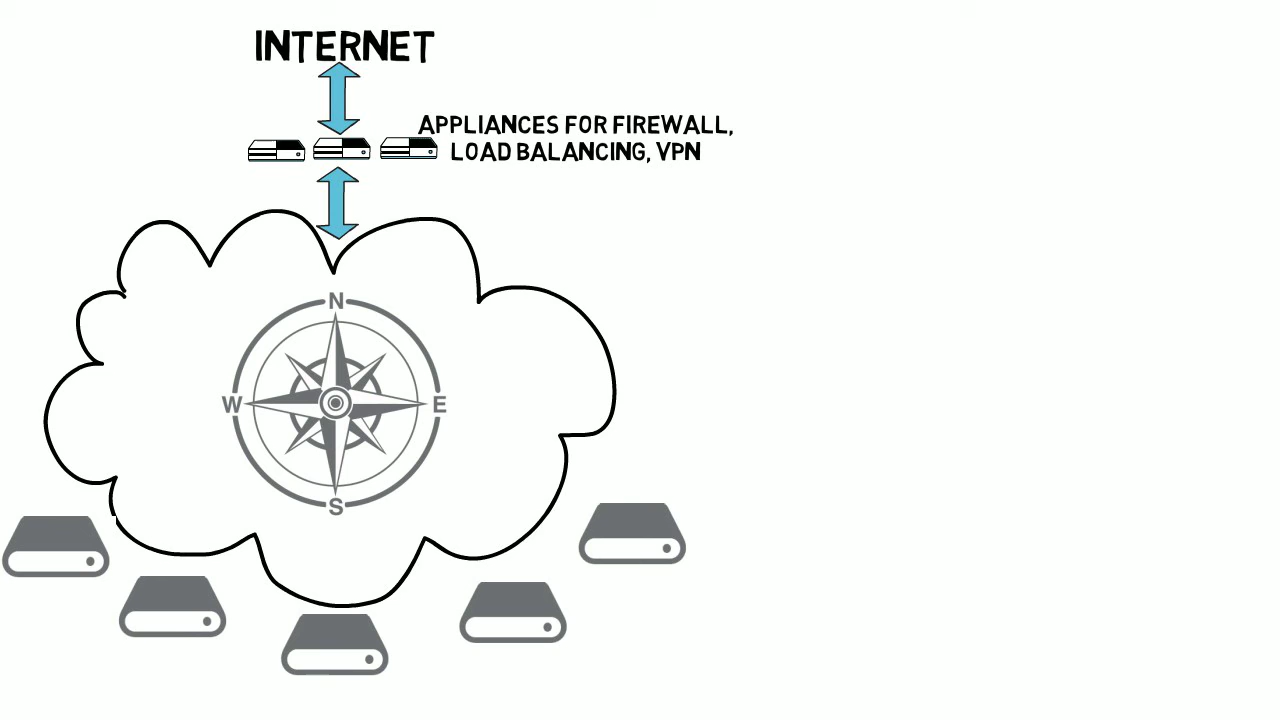 INTERNET
APPLIANCES FOR FIREWALL,
LOAD BALANCING, VPN
N
W
E
S